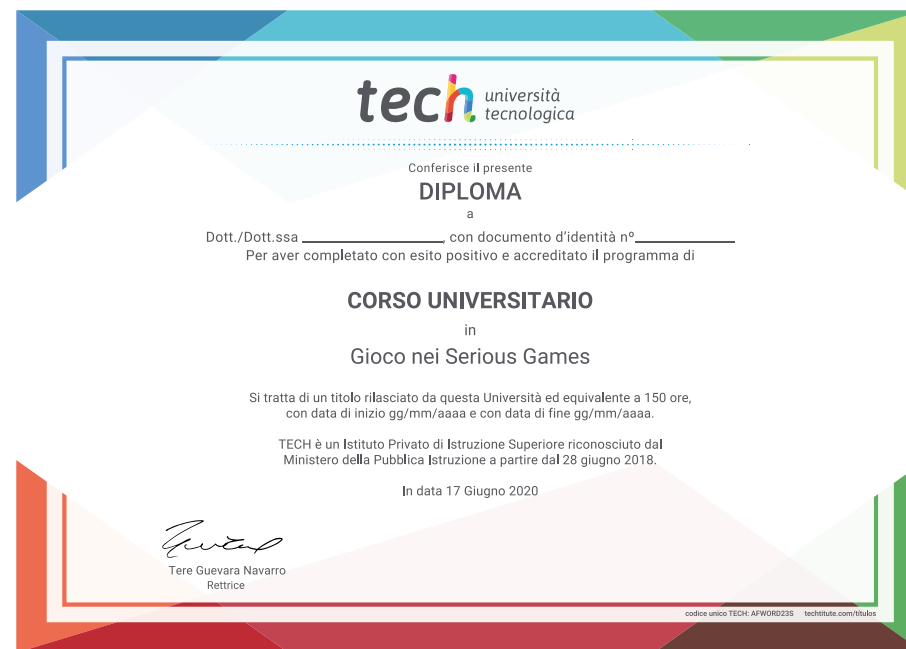 tech università
tecnologica
Conferisce il presente
DIPLOMA
a
Dott./Dott.ssa ____________________, con documento d'identità nº______________
Per aver completato con esito positivo e accreditato il programma di
CORSO UNIVERSITARIO
in
Gioco nei Serious Games
Si tratta di un titolo rilasciato da questa Università ed equivalente a 150 ore,
con data di inizio gg/mm/aaaa e con data di fine gg/mm/aaaa.
TECH è un Istituto Privato di Istruzione Superiore riconosciuto dal
Ministero della Pubblica Istruzione a partire dal 28 giugno 2018.
In data 17 Giugno 2020
Tere Guevara Navarro
Rettrice
codice unico TECH: AFWORD23S techtitute.com/títulos